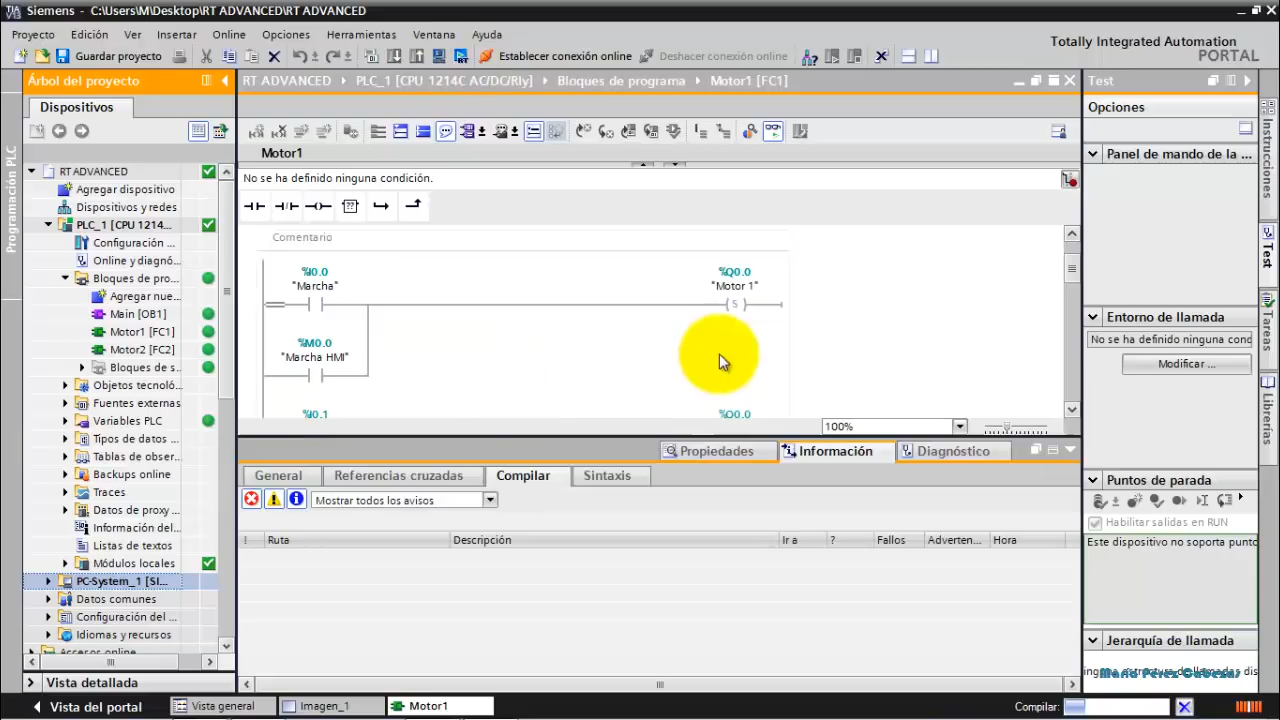 Siemens - C:\Users\M\Desktop\RT ADVANCED\RT ADVANCED
Proyecto Edición Ver Insertar Online Opciones Herramientas Ventana Ayuda
Totally Integrated Automation
PORTAL
Guardar proyecto Establecer conexión online Deshacer conexión online
Árbol del proyecto
RT ADVANCED PLC_1 [CPU 1214C AC/DC/Rly] Bloques de programa Motor1 [FC1]
Test
Dispositivos
Opciones
Programación PLC
Motor1
No se ha definido ninguna condición.
Panel de mando de la ...
RT ADVANCED
Agregar dispositivo
Dispositivos y redes
PLC_1 [CPU 1214...
Configuración ...
Online y diagnó...
Bloques de pro...
Agregar nue...
Main [OB1]
Motor1 [FC1]
Motor2 [FC2]
Bloques de s...
Objetos tecnoló...
Fuentes externas
Variables PLC
Tipos de datos ...
Tablas de obser...
Backups online
Traces
Datos de proxy ...
Información del...
Listas de textos
Módulos locales
PC-System_1 [SI...
Datos comunes
Configuración del ...
Idiomas y recursos
Accesos online
Vista detallada
Comentario
%I0.0
"Marcha"
%Q0.0
"Motor 1"
S
%M0.0
"Marcha HMI"
%I0.1
%Q0.0
100%
Propiedades Información Diagnóstico
General Referencias cruzadas Compilar Sintaxis
Mostrar todos los avisos
! Ruta Descripción Ir a ? Fallos Adverten... Hora
Entorno de llamada
No se ha definido ninguna cond
Modificar ...
Puntos de parada
Habilitar salidas en RUN
Este dispositivo no soporta punto
Jerarquía de llamada
Mario Pérez Cabezas
Instrucciones
Test
Tareas
Librerías
Vista del portal Vista general Imagen_1 Motor1
Compilar: